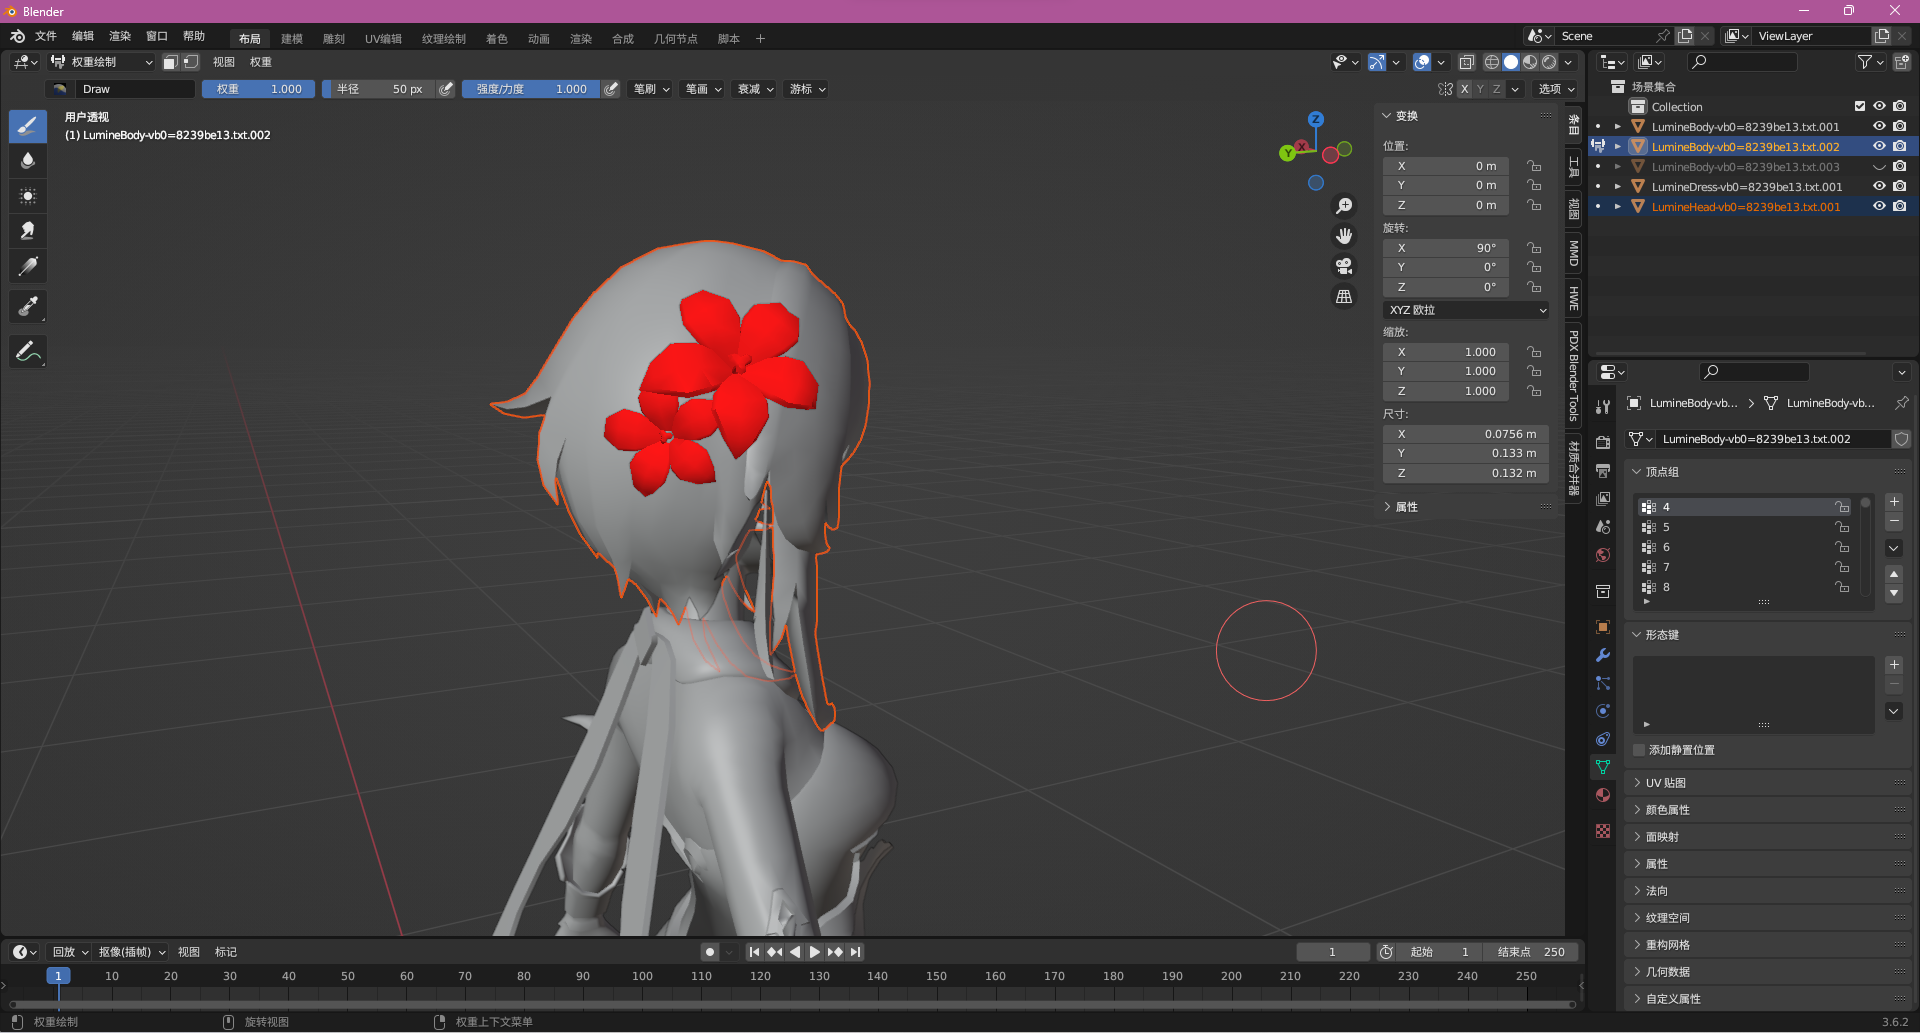 Blender
文件 编辑 渲染 窗口 帮助 布局 建模 雕刻 UV编辑 纹理绘制 着色 动画 渲染 合成 几何节点 脚本 + Scene ViewLayer
权重绘制 视图 权重
Draw 权重 1.000 半径 50 px 强度/力度 1.000 笔刷 笔画 衰减 游标 X Y Z 选项
用户透视
(1) LumineBody-vb0=8239be13.txt.002
Z
X
Y
变换
位置:
X 0 m
Y 0 m
Z 0 m
旋转:
X 90°
Y 0°
Z 0°
XYZ 欧拉
缩放:
X 1.000
Y 1.000
Z 1.000
尺寸:
X 0.0756 m
Y 0.133 m
Z 0.132 m
属性
条目
工具
视图
MMD
HWE
PDX Blender Tools
材质合并器
场景集合
Collection
LumineBody-vb0=8239be13.txt.001
LumineBody-vb0=8239be13.txt.002
LumineBody-vb0=8239be13.txt.003
LumineDress-vb0=8239be13.txt.001
LumineHead-vb0=8239be13.txt.001
LumineBody-vb... LumineBody-vb...
LumineBody-vb0=8239be13.txt.002
顶点组
4
5
6
7
8
形态键
添加静置位置
UV 贴图
颜色属性
面映射
属性
法向
纹理空间
重构网格
几何数据
自定义属性
回放 抠像(插帧) 视图 标记 1 起始 1 结束点 250
1 10 20 30 40 50 60 70 80 90 100 110 120 130 140 150 160 170 180 190 200 210 220 230 240 250
权重绘制 旋转视图 权重上下文菜单 3.6.2